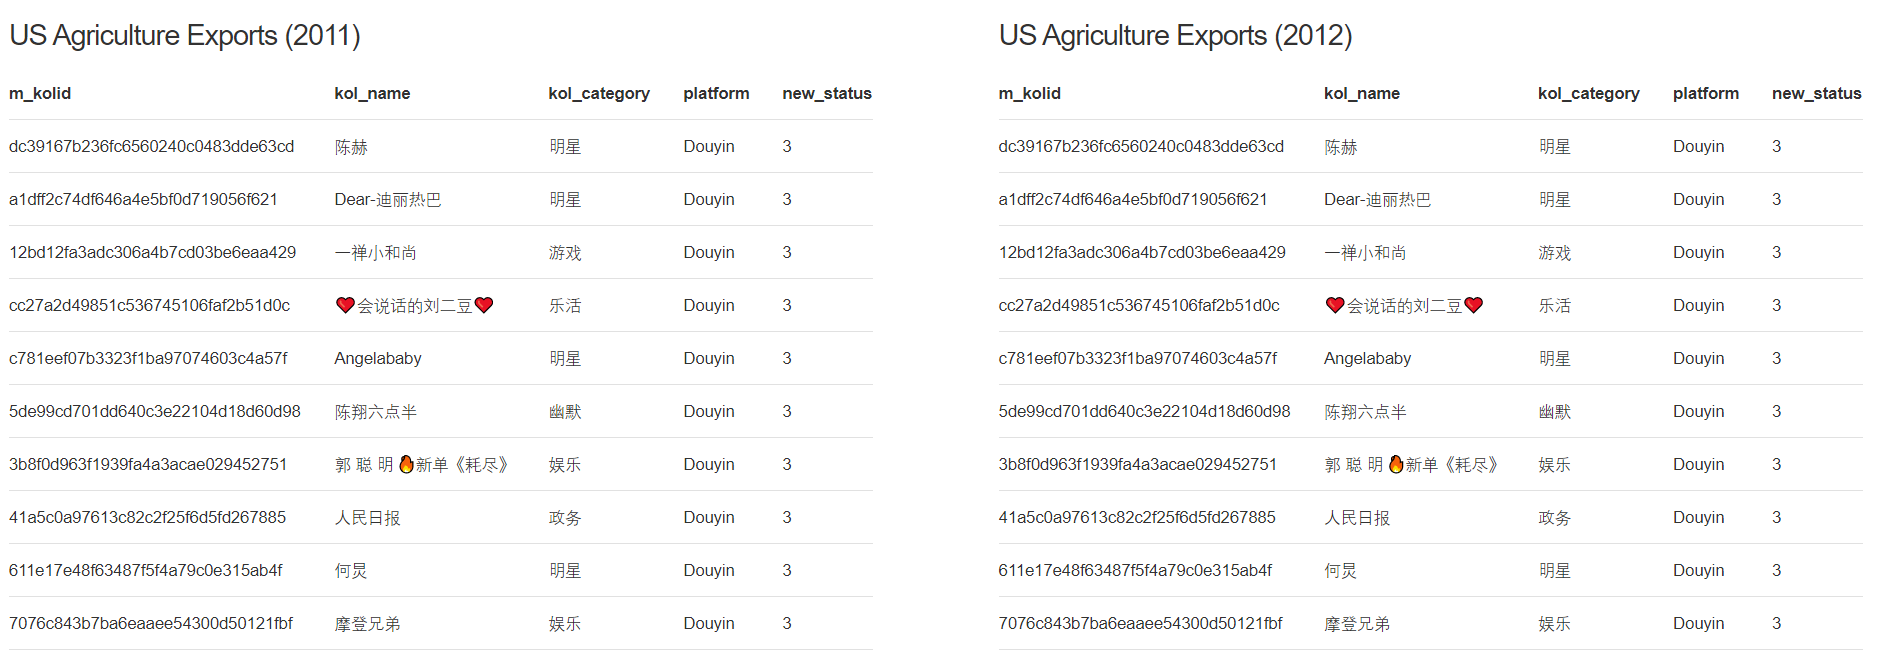 US Agriculture Exports (2011)
m_kolid kol_name kol_category platform new_status
dc39167b236fc6560240c0483dde63cd 陈赫 明星 Douyin 3
a1dff2c74df646a4e5bf0d719056f621 Dear-迪丽热巴 明星 Douyin 3
12bd12fa3adc306a4b7cd03be6eaa429 一禅小和尚 游戏 Douyin 3
cc27a2d49851c536745106faf2b51d0c ❤️会说话的刘二豆❤️ 乐活 Douyin 3
c781eef07b3323f1ba97074603c4a57f Angelababy 明星 Douyin 3
5de99cd701dd640c3e22104d18d60d98 陈翔六点半 幽默 Douyin 3
3b8f0d963f1939fa4a3acae029452751 郭 聪 明 🔥新单《耗尽》 娱乐 Douyin 3
41a5c0a97613c82c2f25f6d5fd267885 人民日报 政务 Douyin 3
611e17e48f63487f5f4a79c0e315ab4f 何炅 明星 Douyin 3
7076c843b7ba6eaaee54300d50121fbf 摩登兄弟 娱乐 Douyin 3
US Agriculture Exports (2012)
m_kolid kol_name kol_category platform new_status
dc39167b236fc6560240c0483dde63cd 陈赫 明星 Douyin 3
a1dff2c74df646a4e5bf0d719056f621 Dear-迪丽热巴 明星 Douyin 3
12bd12fa3adc306a4b7cd03be6eaa429 一禅小和尚 游戏 Douyin 3
cc27a2d49851c536745106faf2b51d0c ❤️会说话的刘二豆❤️ 乐活 Douyin 3
c781eef07b3323f1ba97074603c4a57f Angelababy 明星 Douyin 3
5de99cd701dd640c3e22104d18d60d98 陈翔六点半 幽默 Douyin 3
3b8f0d963f1939fa4a3acae029452751 郭 聪 明 🔥新单《耗尽》 娱乐 Douyin 3
41a5c0a97613c82c2f25f6d5fd267885 人民日报 政务 Douyin 3
611e17e48f63487f5f4a79c0e315ab4f 何炅 明星 Douyin 3
7076c843b7ba6eaaee54300d50121fbf 摩登兄弟 娱乐 Douyin 3